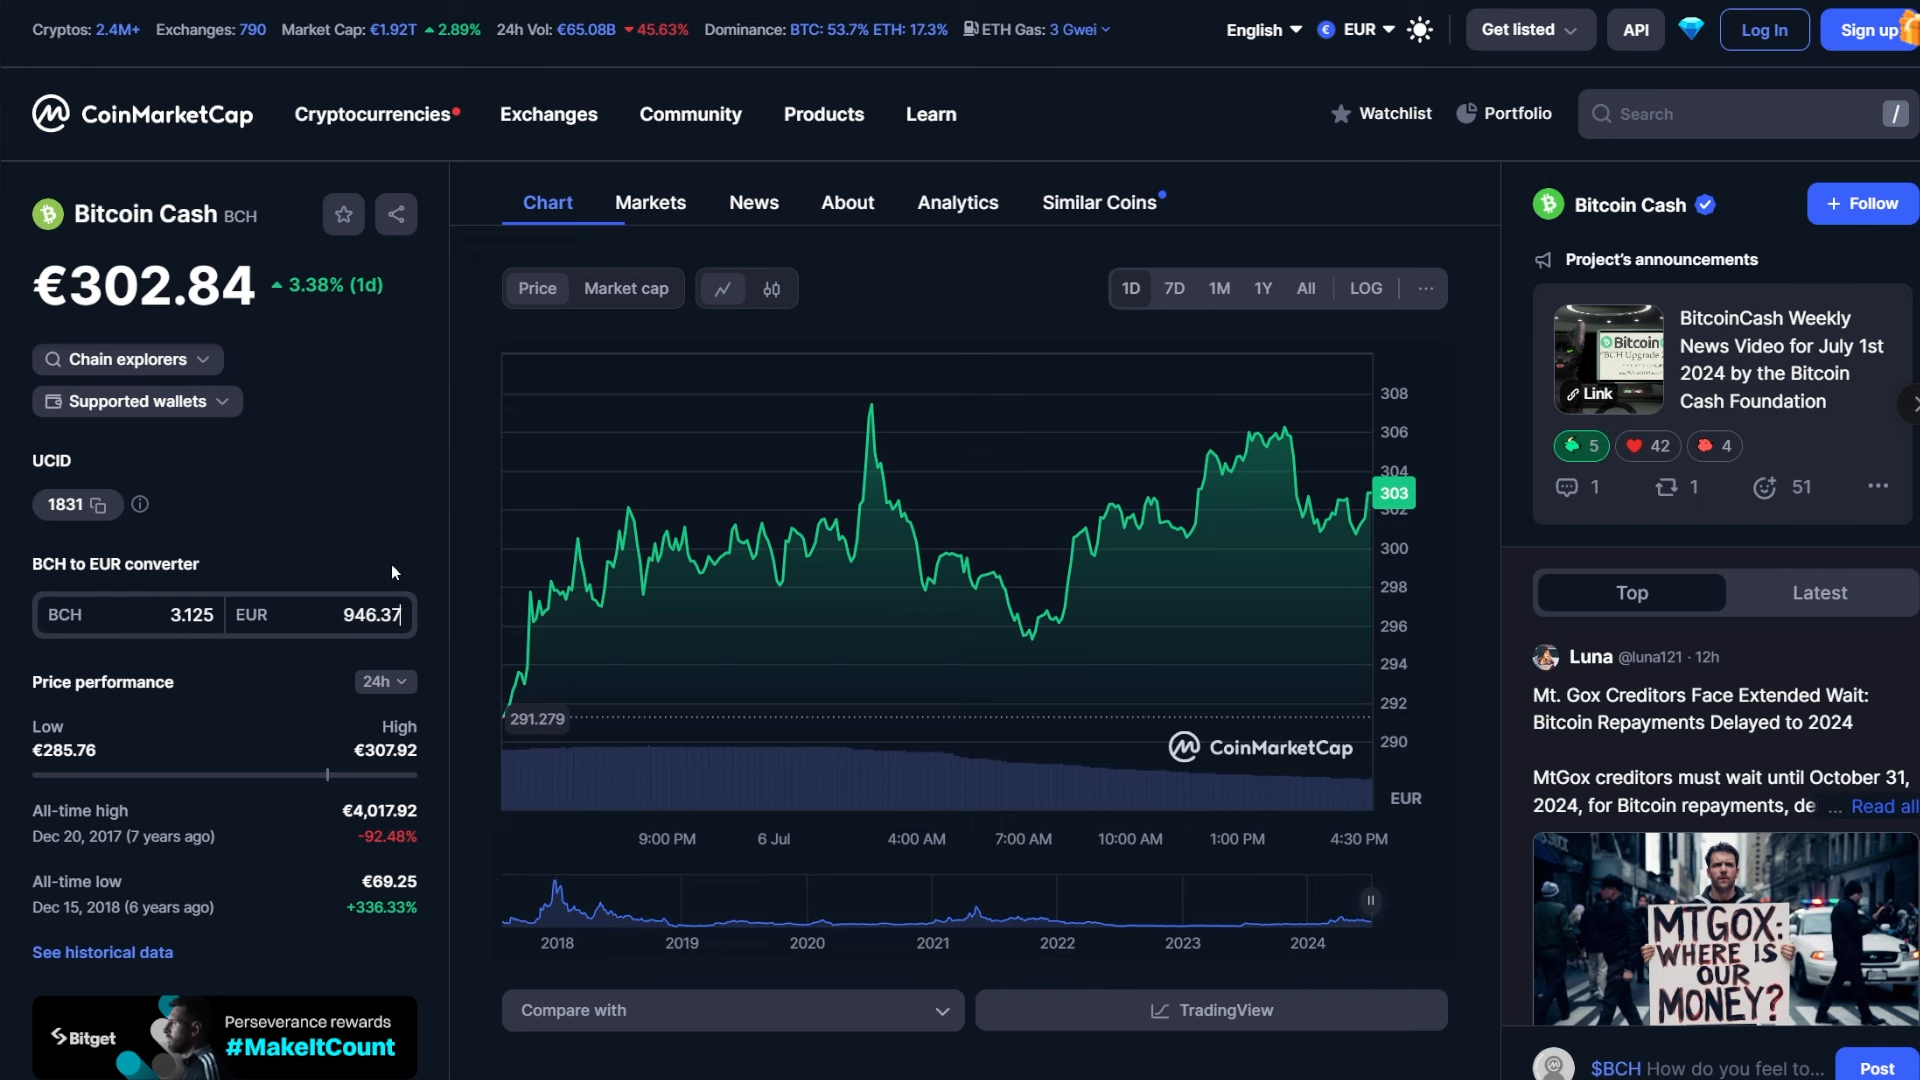 Cryptos: 2.4M+ Exchanges: 790 Market Cap: €1.92T 2.89% 24h Vol: €65.08B 45.63% Dominance: BTC: 53.7% ETH: 17.3% ETH Gas: 3 Gwei
English € EUR Get listed API Log In Sign up
CoinMarketCap Cryptocurrencies Exchanges Community Products Learn Watchlist Portfolio Search /
Bitcoin Cash BCH
€302.84 3.38% (1d)
Chain explorers
Supported wallets
UCID
1831
BCH to EUR converter
BCH 3.125 EUR 946.37
Price performance 24h
Low High
€285.76 €307.92
All-time high €4,017.92
Dec 20, 2017 (7 years ago) -92.48%
All-time low €69.25
Dec 15, 2018 (6 years ago) +336.33%
See historical data
Bitget Perseverance rewards
#MakeItCount
Chart Markets News About Analytics Similar Coins
Price Market cap 1D 7D 1M 1Y All LOG ...
308
306
304
303
302
300
298
296
294
292
290
291.279
CoinMarketCap
EUR
9:00 PM 6 Jul 4:00 AM 7:00 AM 10:00 AM 1:00 PM 4:30 PM
2018 2019 2020 2021 2022 2023 2024
Compare with TradingView
Bitcoin Cash + Follow
Project's announcements
Bitcoin
Link
BitcoinCash Weekly
News Video for July 1st
2024 by the Bitcoin
Cash Foundation
5 42 4
1 1 51 ...
Top Latest
Luna @luna121 · 12h
Mt. Gox Creditors Face Extended Wait:
Bitcoin Repayments Delayed to 2024
MtGox creditors must wait until October 31,
2024, for Bitcoin repayments, de ... Read all
MTGOX:
WHERE IS
OUR
MONEY?
$BCH How do you feel to... Post